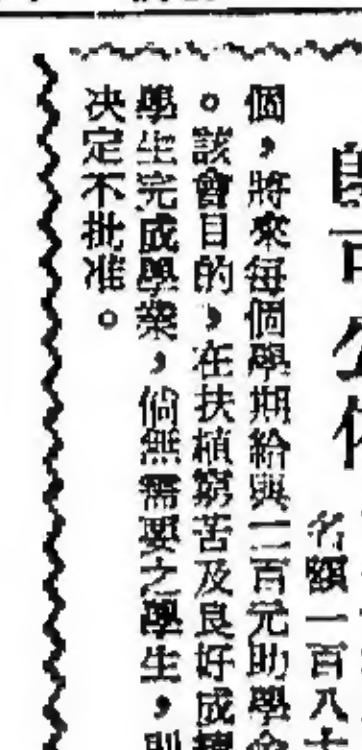 名額一百八十
個，將來每個學期給與二百元助學金
。該會目的，在扶植窮苦及良好成績
學生完成學業，倘無需要之學生，則
決定不批准。